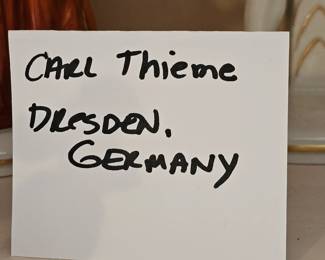 CARL Thieme
DRESDEN,
GERMANY